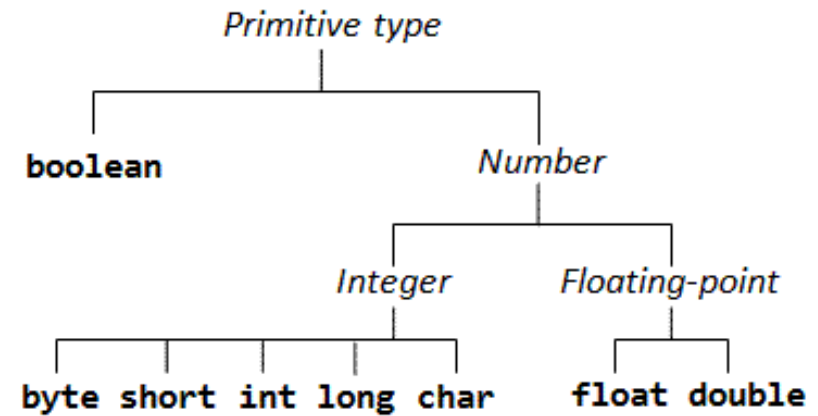 Primitive type
boolean Number
Integer Floating-point
byte short int long char float double